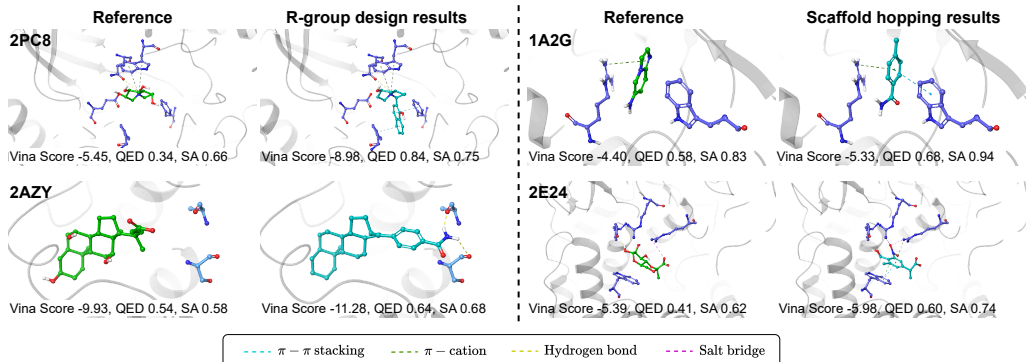 Reference
R-group design results
2PC8
Vina Score -5.45, QED 0.34, SA 0.66
Vina Score -8.98, QED 0.84, SA 0.75
2AZY
Vina Score -9.93, QED 0.54, SA 0.58
Vina Score -11.28, QED 0.64, SA 0.68
Reference
Scaffold hopping results
1A2G
Vina Score -4.40, QED 0.58, SA 0.83
Vina Score -5.33, QED 0.68, SA 0.94
2E24
Vina Score -5.39, QED 0.41, SA 0.62
Vina Score -5.98, QED 0.60, SA 0.74
π − π stacking
π − cation
Hydrogen bond
Salt bridge